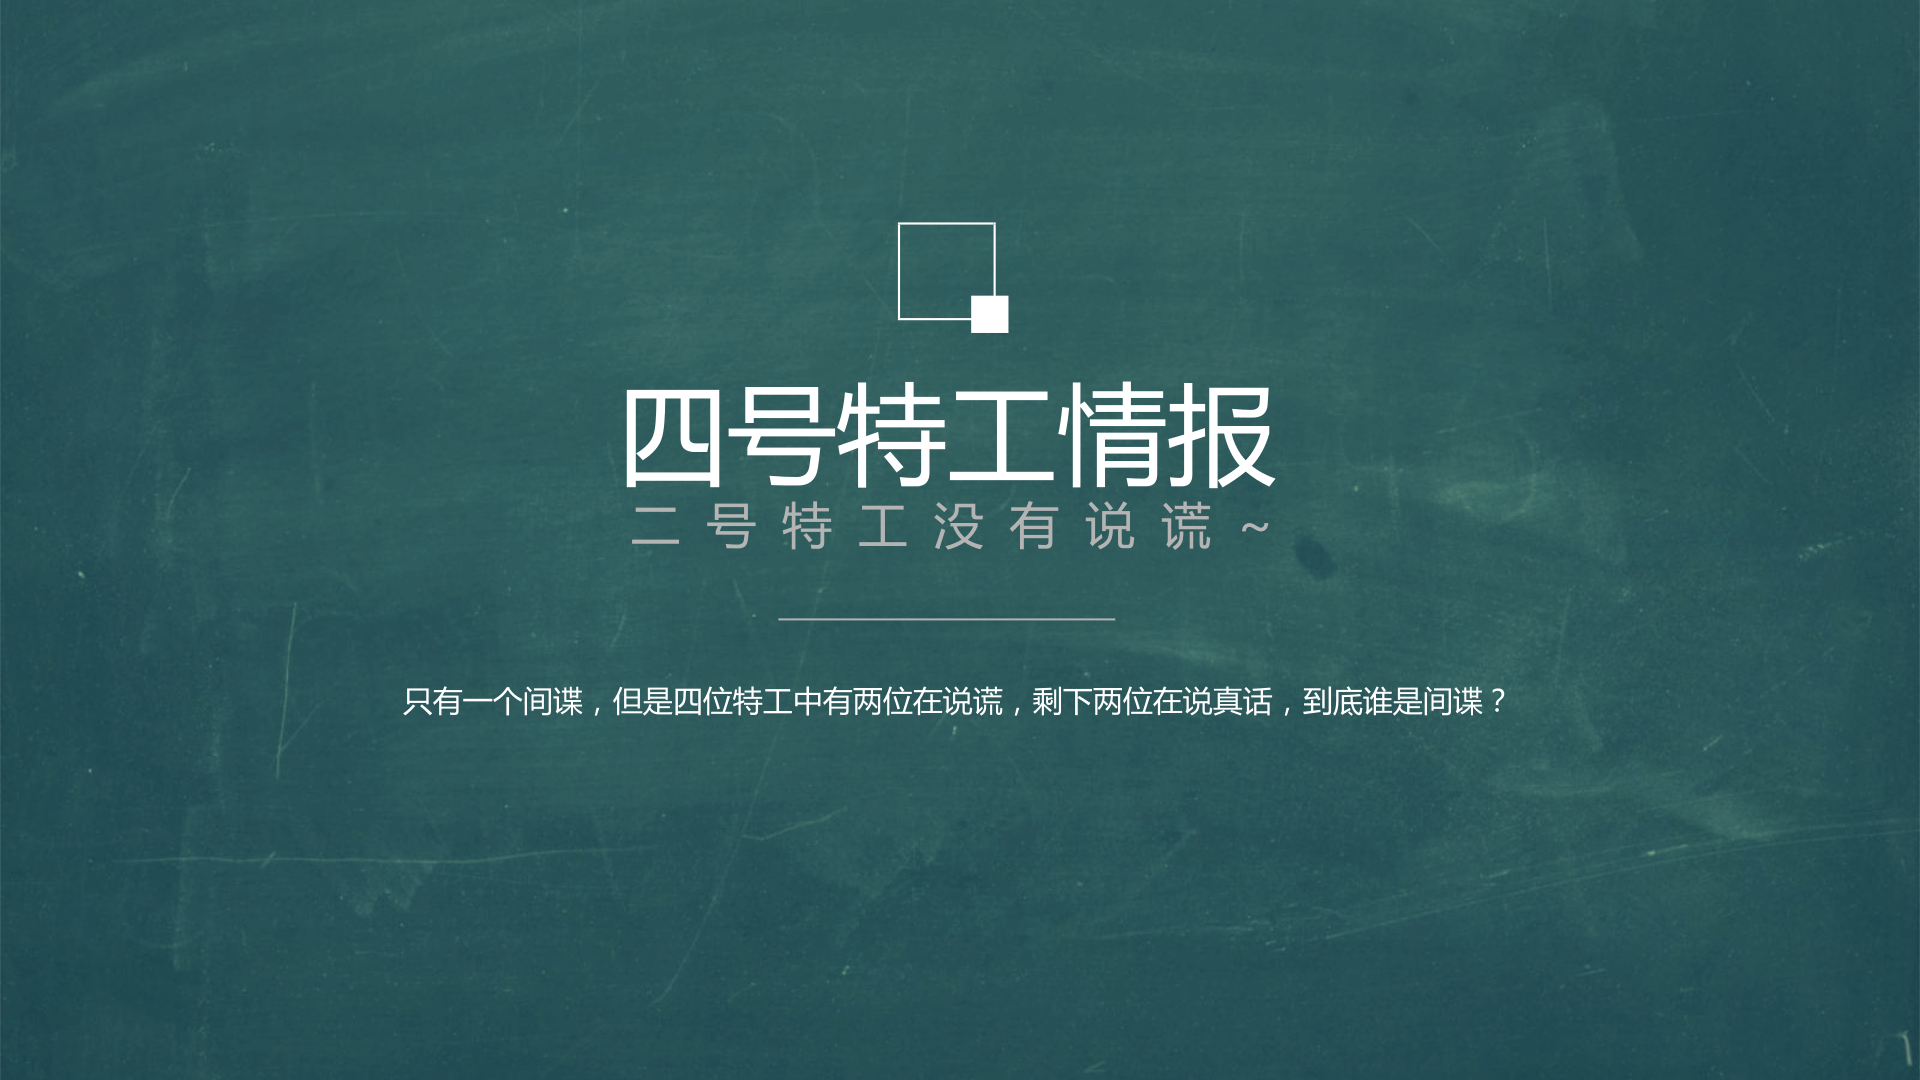 四号特工情报
二号特工没有说谎~
只有一个间谍，但是四位特工中有两位在说谎，剩下两位在说真话，到底谁是间谍？